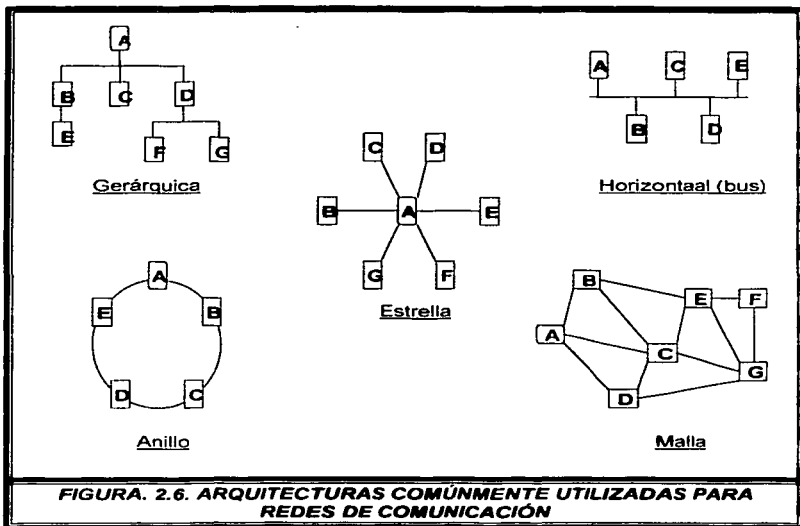 A
B C D
E
F G
Gerárquica
A C E
B D
Horizontaal (bus)
C D
B A E
G F
Estrella
A
E B
D C
Anillo
B
E F
A
C
G
D
Malla
FIGURA. 2.6. ARQUITECTURAS COMÚNMENTE UTILIZADAS PARA
REDES DE COMUNICACIÓN